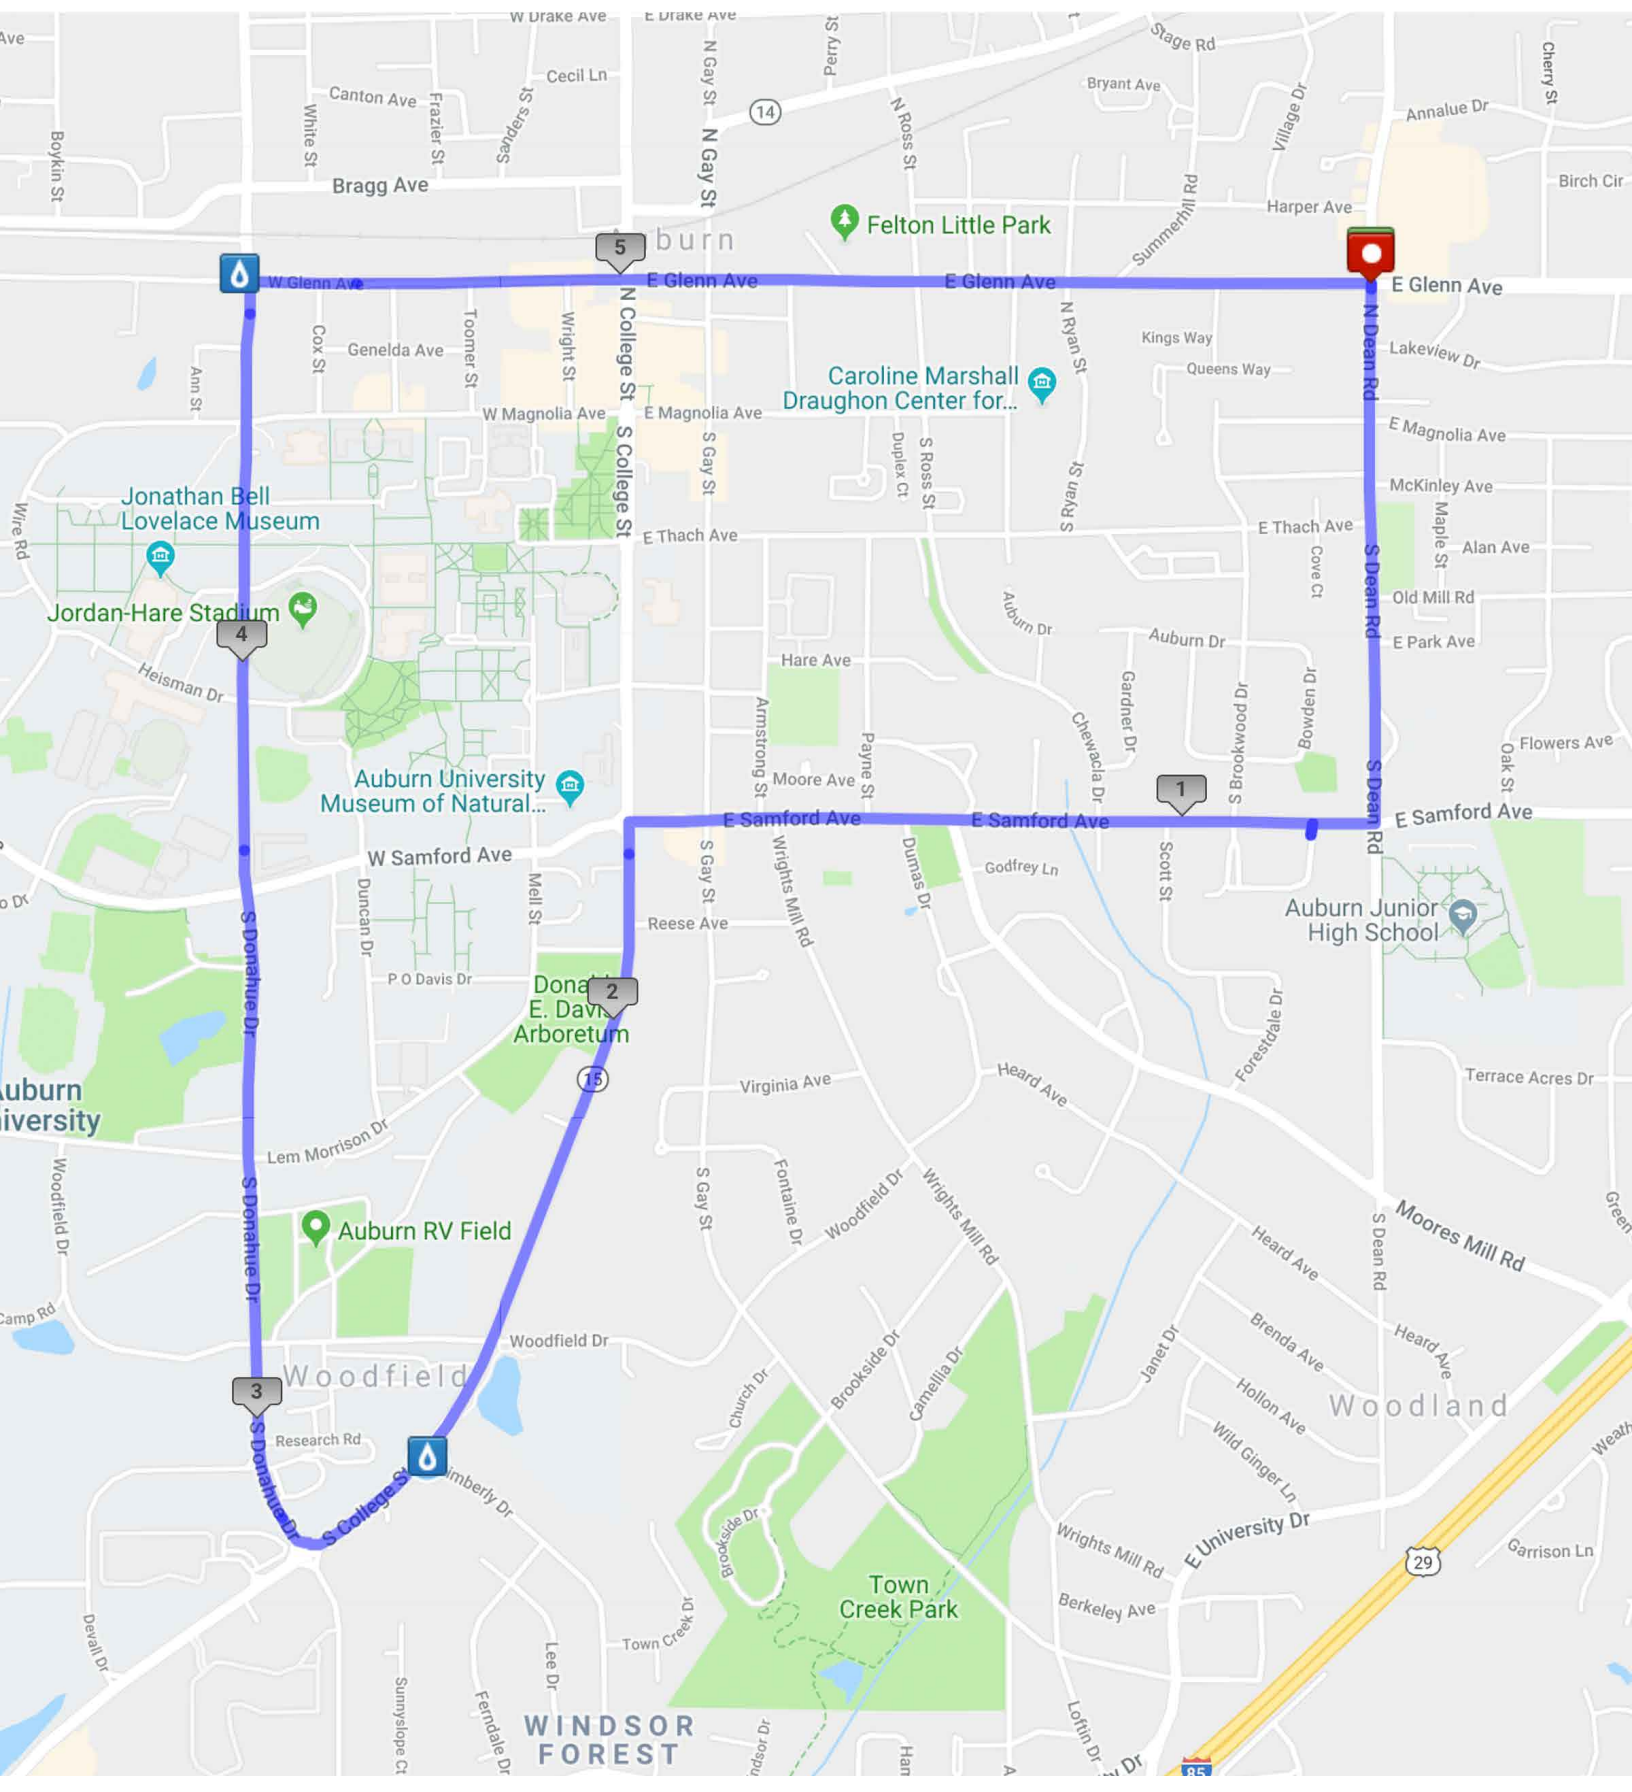 W Drake Ave
E Drake Ave
Ave
Stage Rd
Perry St
N Gay St
Cecil Ln
Canton Ave
Frazier St
Sanders St
White St
Boykin St
14
Bryant Ave
Village Dr
Cherry St
Annalue Dr
N Ross St
N Gay St
Bragg Ave
Birch Cir
Summerhill Rd
Harper Ave
Felton Little Park
5
burn
W Glenn Ave
E Glenn Ave
E Glenn Ave
E Glenn Ave
N College St
N Ryan St
N Dean Rd
Toomer St
Wright St
Cox St
Genelda Ave
Ann St
Kings Way
Lakeview Dr
Queens Way
Caroline Marshall
Draughon Center for...
W Magnolia Ave
E Magnolia Ave
E Magnolia Ave
S College St
S Gay St
Duplex Ct
S Ross St
S Ryan St
McKinley Ave
Jonathan Bell
Lovelace Museum
Wire Rd
E Thach Ave
E Thach Ave
Maple St
Alan Ave
Cove Ct
S Dean Rd
Old Mill Rd
Jordan-Hare Stadium
4
Auburn Dr
Auburn Dr
E Park Ave
Heisman Dr
Hare Ave
Gardner Dr
Bowden Dr
S Brookwood Dr
Armstrong St
Payne St
Chewacla Dr
Oak St
Flowers Ave
Auburn University
Museum of Natural...
Moore Ave
1
S Dean Rd
E Samford Ave
E Samford Ave
E Samford Ave
W Samford Ave
S Gay St
Wrights Mill Rd
Dumas Dr
Godfrey Ln
Scott St
Duncan Dr
Mell St
S Donahue Dr
Reese Ave
Auburn Junior
High School
P O Davis Dr
2
E. Davis
Arboretum
Forestdale Dr
15
Virginia Ave
Heard Ave
Terrace Acres Dr
Lem Morrison Dr
Woodfield Dr
S Donahue Dr
S Gay St
Fontaine Dr
Woodfield Dr
Wrights Mill Rd
Auburn RV Field
S Dean Rd
Moores Mill Rd
Heard Ave
Camp Rd
Woodfield Dr
Brookside Dr
Camellia Dr
Church Dr
Janet Dr
Brenda Ave
Heard Ave
Woodfield
3
Hollon Ave
Woodland
Research Rd
S Donahue Dr
S College St
Wild Ginger Ln
Brookside Dr
Wrights Mill Rd
E University Dr
29
Garrison Ln
Town
Creek Park
Berkeley Ave
Devall Dr
Town Creek Dr
Lee Dr
Sunnyslope Ct
Ferndale Dr
WINDSOR
FOREST
Loftin Dr
85